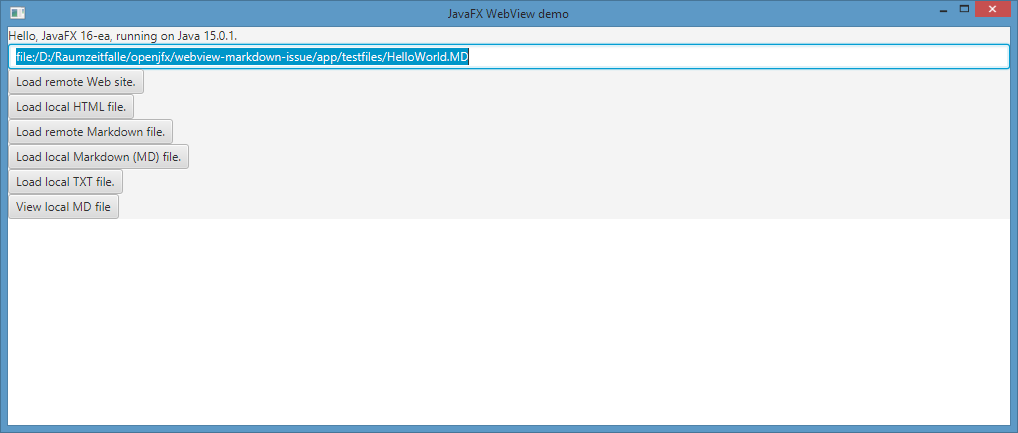 JavaFX WebView demo
Hello, JavaFX 16-ea, running on Java 15.0.1.
file:/D:/Raumzeitfalle/openjfx/webview-markdown-issue/app/testfiles/HelloWorld.MD
Load remote Web site.
Load local HTML file.
Load remote Markdown file.
Load local Markdown (MD) file.
Load local TXT file.
View local MD file